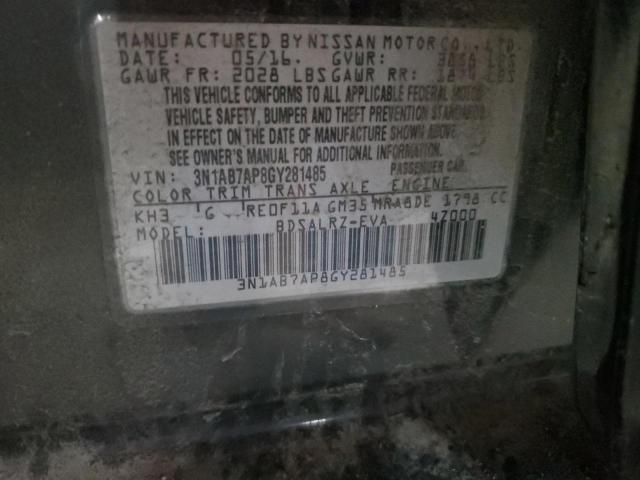 MANUFACTURED BY NISSAN MOTOR CO., LTD.
DATE: 05/16. GVWR: LBS
GAWR FR: 2028 LBS GAWR RR: LBS
THIS VEHICLE CONFORMS TO ALL APPLICABLE FEDERAL MOTOR
VEHICLE SAFETY, BUMPER AND THEFT PREVENTION STANDARDS
IN EFFECT ON THE DATE OF MANUFACTURE SHOWN ABOVE.
SEE OWNER'S MANUAL FOR ADDITIONAL INFORMATION.
VIN: 3N1AB7AP8GY281485 PASSENGER CAR
COLOR TRIM TRANS AXLE ENGINE
KH3 G RE0F11A GM35 MRA8DE 1798 CC
MODEL: BDSALRZ-EVA 4Z000
3N1AB7AP8GY281485